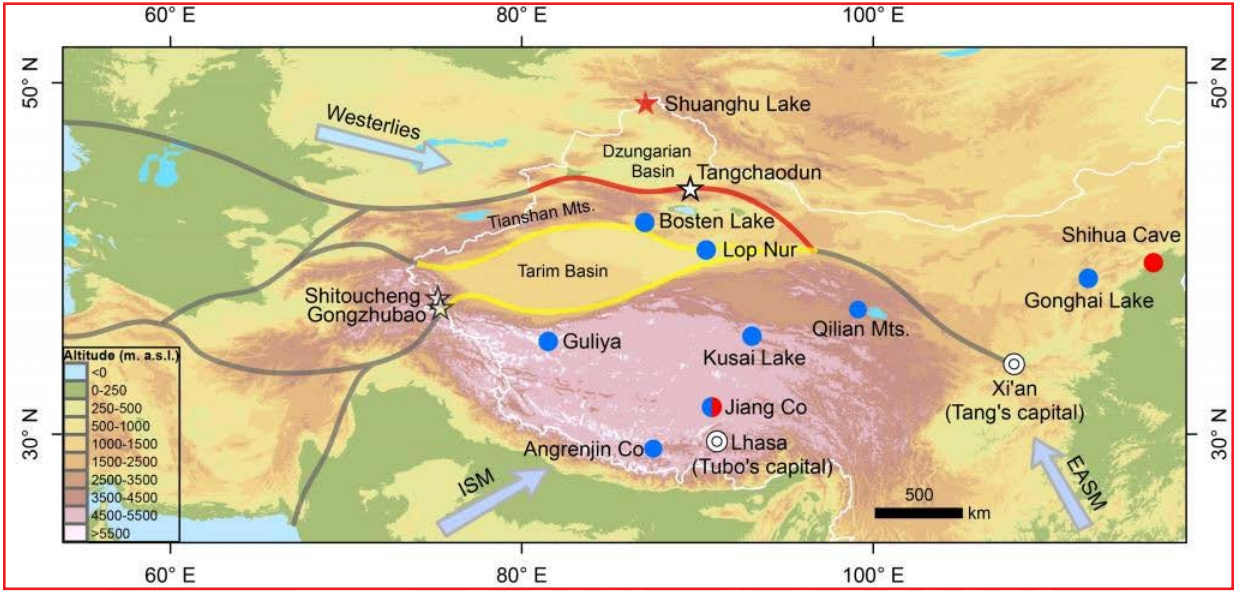 60° E
80° E
100° E
50° N
50° N
Shuanghu Lake
Westerlies
Dzungarian
Basin
Tangchaodun
Tianshan Mts.
Bosten Lake
Lop Nur
Shihua Cave
Tarim Basin
Gonghai Lake
Shitoucheng
Gongzhubao
Qilian Mts.
Guliya
Kusai Lake
Xi'an
(Tang's capital)
Jiang Co
Angrenjin Co
Lhasa
(Tubo's capital)
ISM
EASM
500
km
30° N
30° N
Altitude (m. a.s.l.)
<0
0-250
250-500
500-1000
1000-1500
1500-2500
2500-3500
3500-4500
4500-5500
>5500
60° E
80° E
100° E